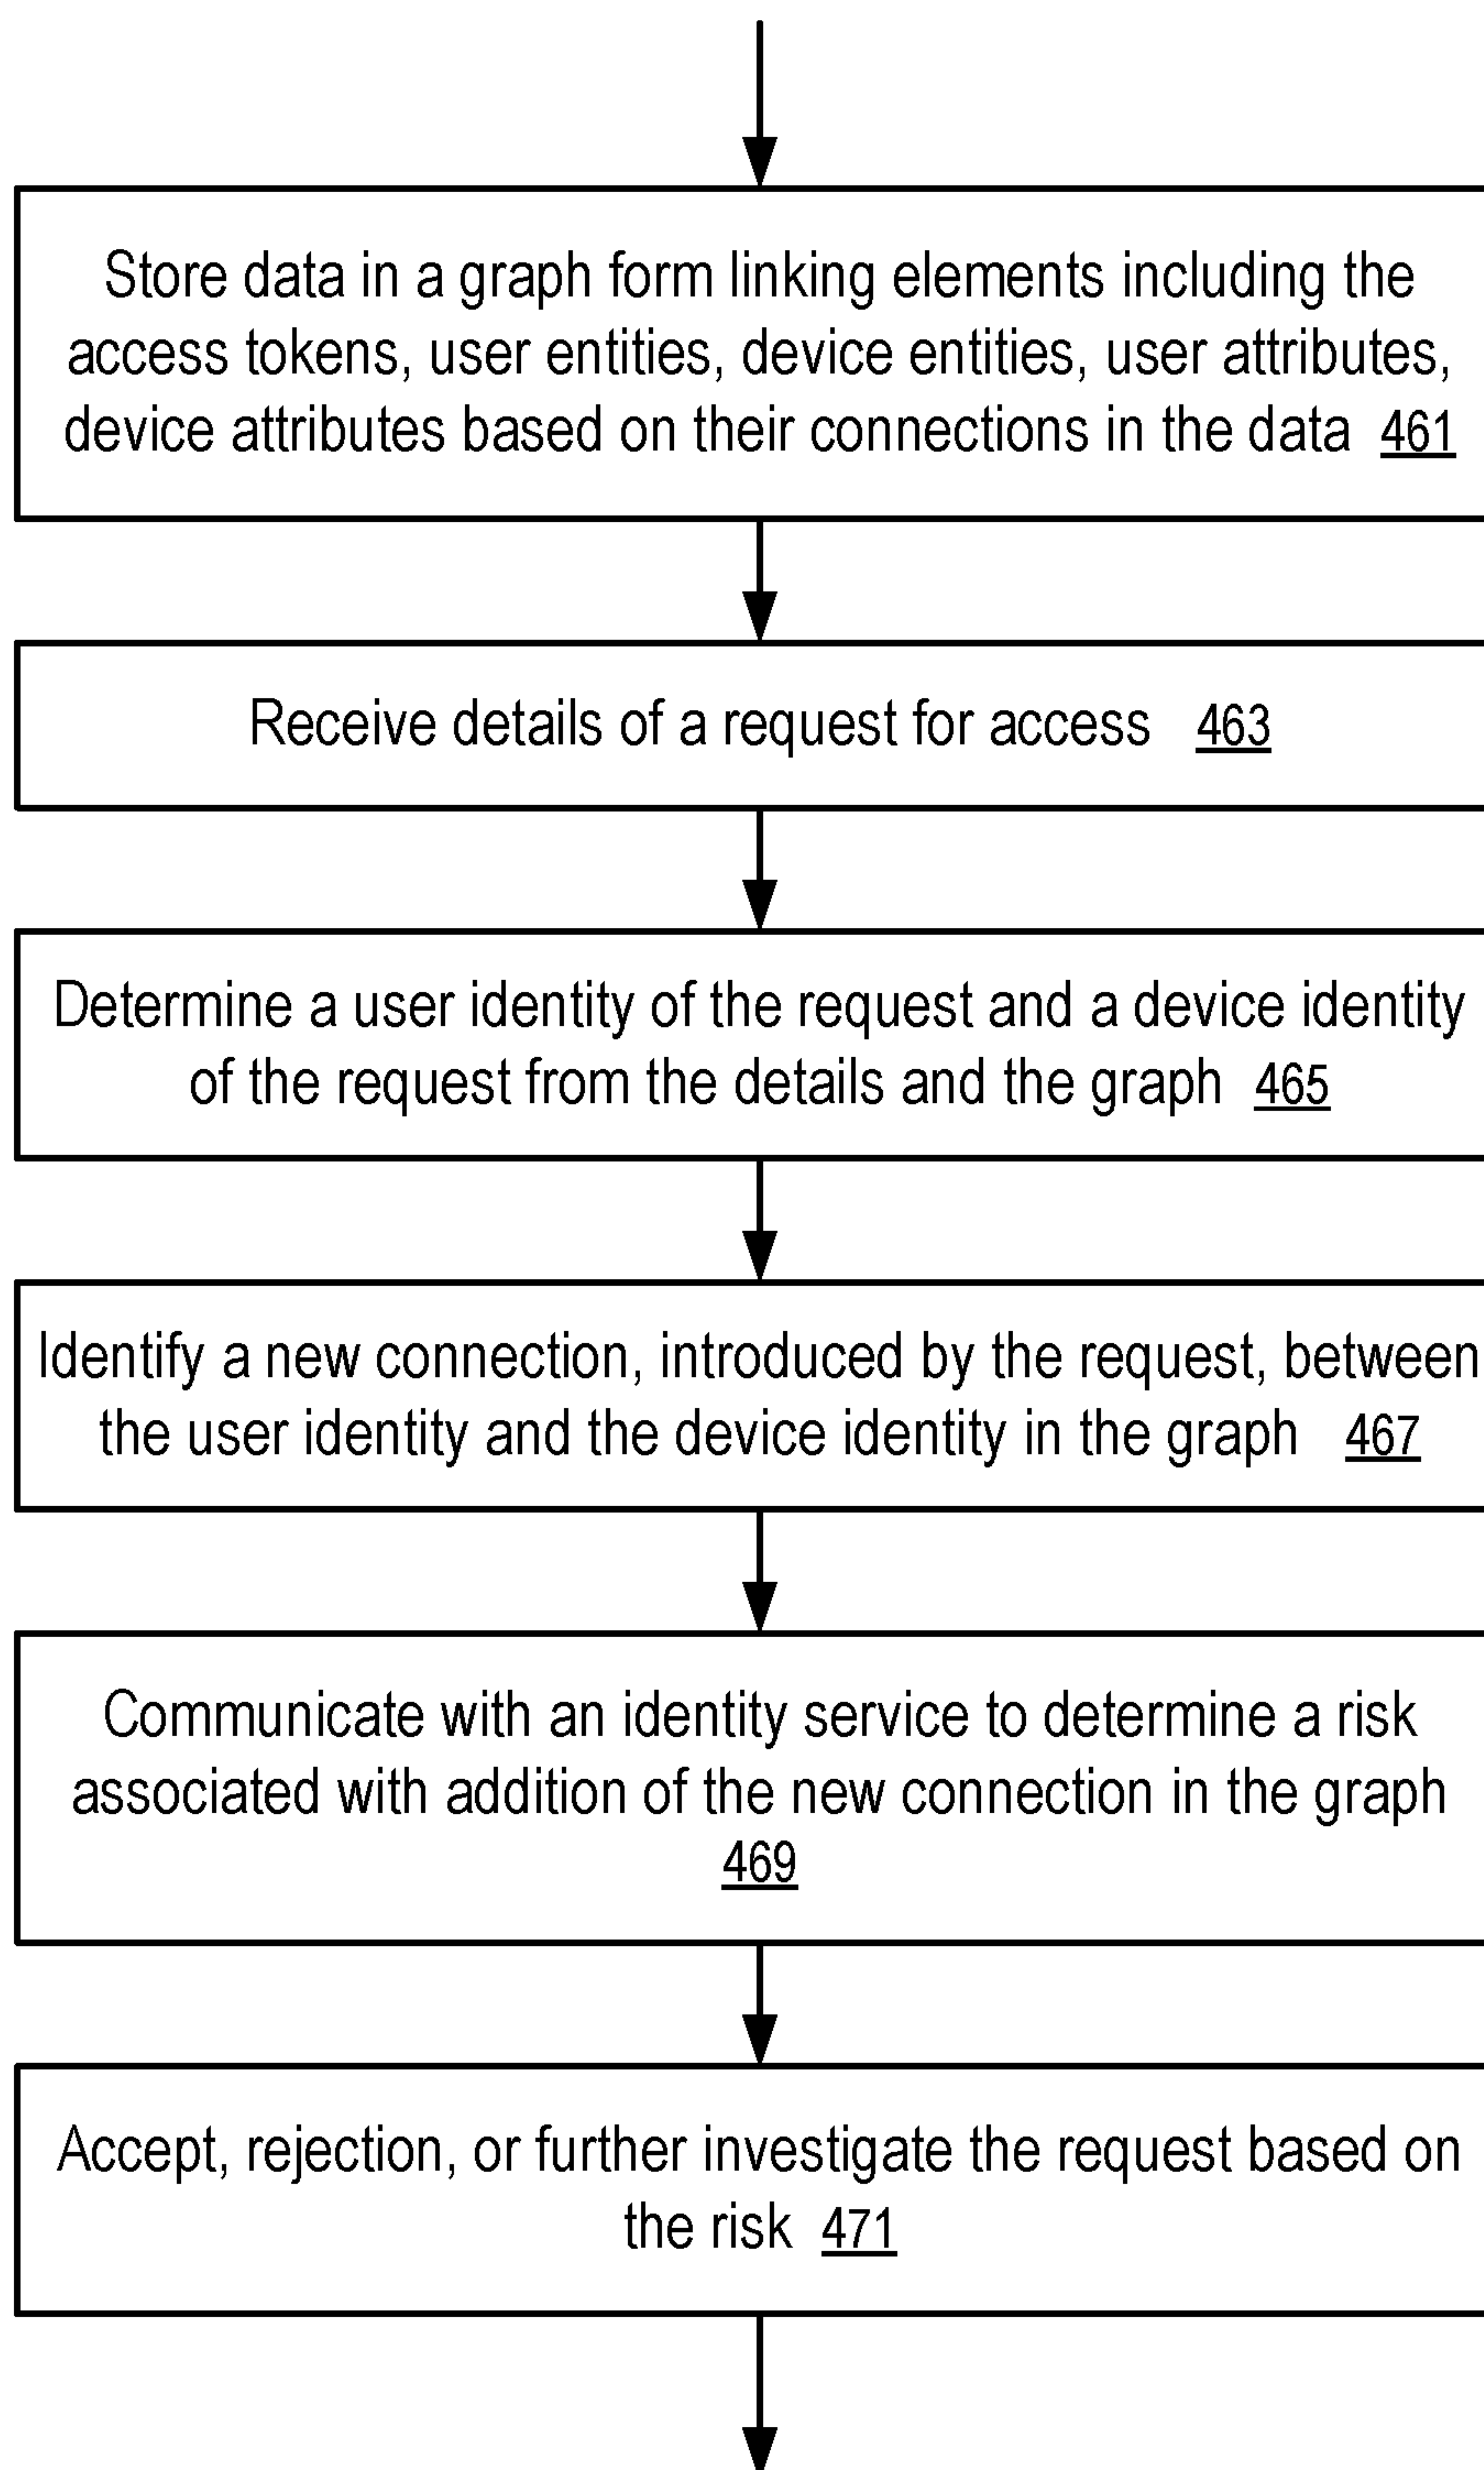 Store data in a graph form linking elements including the
access tokens, user entities, device entities, user attributes,
device attributes based on their connections in the data 461
Receive details of a request for access 463
Determine a user identity of the request and a device identity
of the request from the details and the graph 465
Identify a new connection, introduced by the request, between
the user identity and the device identity in the graph 467
Communicate with an identity service to determine a risk
associated with addition of the new connection in the graph
469
Accept, rejection, or further investigate the request based on
the risk 471